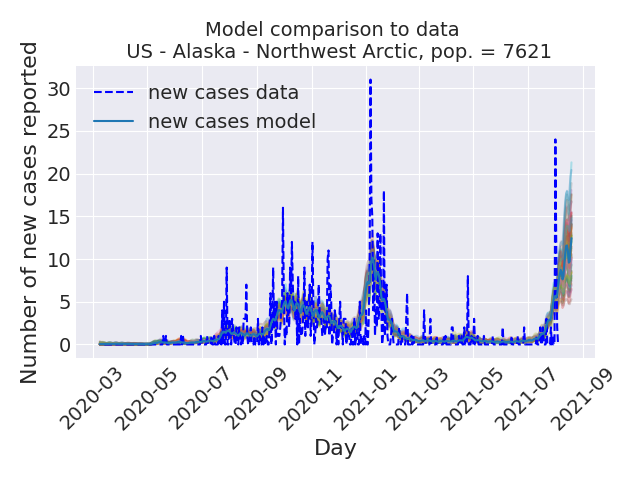 Model comparison to data
US - Alaska - Northwest Arctic, pop. = 7621
Number of new cases reported
30
25
20
15
10
5
0
new cases data
new cases model
2020-03
2020-05
2020-07
2020-09
2020-11
2021-01
2021-03
2021-05
2021-07
2021-09
Day